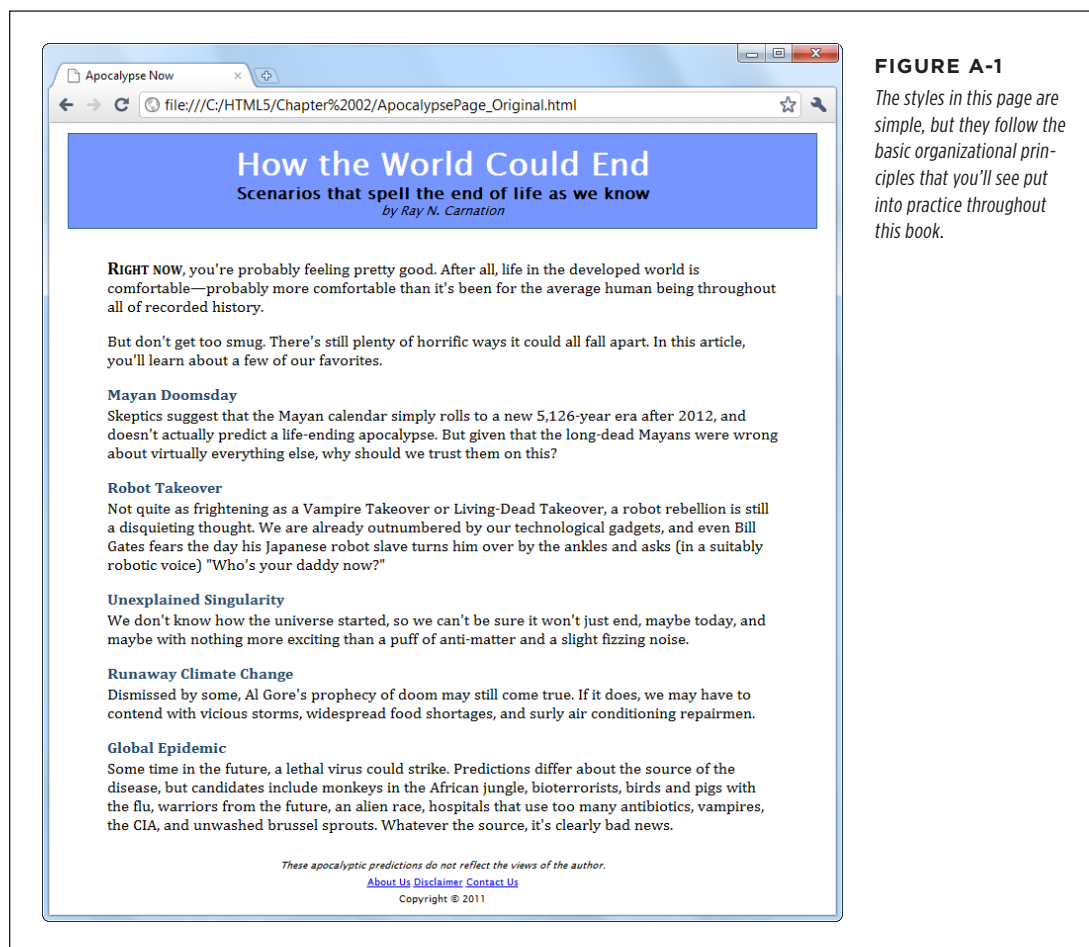 Apocalypse Now
file:///C:/HTML5/Chapter%2002/ApocalypsePage_Original.html
How the World Could End
Scenarios that spell the end of life as we know
by Ray N. Carnation
RIGHT NOW, you're probably feeling pretty good. After all, life in the developed world is
comfortable—probably more comfortable than it's been for the average human being throughout
all of recorded history.
But don't get too smug. There's still plenty of horrific ways it could all fall apart. In this article,
you'll learn about a few of our favorites.
Mayan Doomsday
Skeptics suggest that the Mayan calendar simply rolls to a new 5,126-year era after 2012, and
doesn't actually predict a life-ending apocalypse. But given that the long-dead Mayans were wrong
about virtually everything else, why should we trust them on this?
Robot Takeover
Not quite as frightening as a Vampire Takeover or Living-Dead Takeover, a robot rebellion is still
a disquieting thought. We are already outnumbered by our technological gadgets, and even Bill
Gates fears the day his Japanese robot slave turns him over by the ankles and asks (in a suitably
robotic voice) "Who's your daddy now?"
Unexplained Singularity
We don't know how the universe started, so we can't be sure it won't just end, maybe today, and
maybe with nothing more exciting than a puff of anti-matter and a slight fizzing noise.
Runaway Climate Change
Dismissed by some, Al Gore's prophecy of doom may still come true. If it does, we may have to
contend with vicious storms, widespread food shortages, and surly air conditioning repairmen.
Global Epidemic
Some time in the future, a lethal virus could strike. Predictions differ about the source of the
disease, but candidates include monkeys in the African jungle, bioterrorists, birds and pigs with
the flu, warriors from the future, an alien race, hospitals that use too many antibiotics, vampires,
the CIA, and unwashed brussel sprouts. Whatever the source, it's clearly bad news.
These apocalyptic predictions do not reflect the views of the author.
About Us Disclaimer Contact Us
Copyright © 2011
FIGURE A-1
The styles in this page are
simple, but they follow the
basic organizational prin-
ciples that you'll see put
into practice throughout
this book.